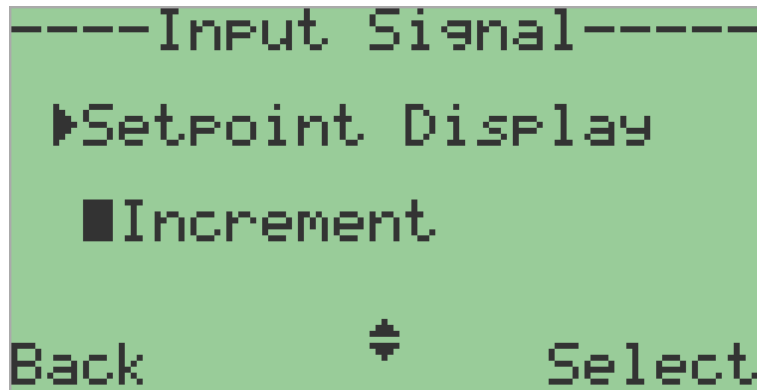 ----Input Signal-----
Setpoint Display
Increment
Back Select